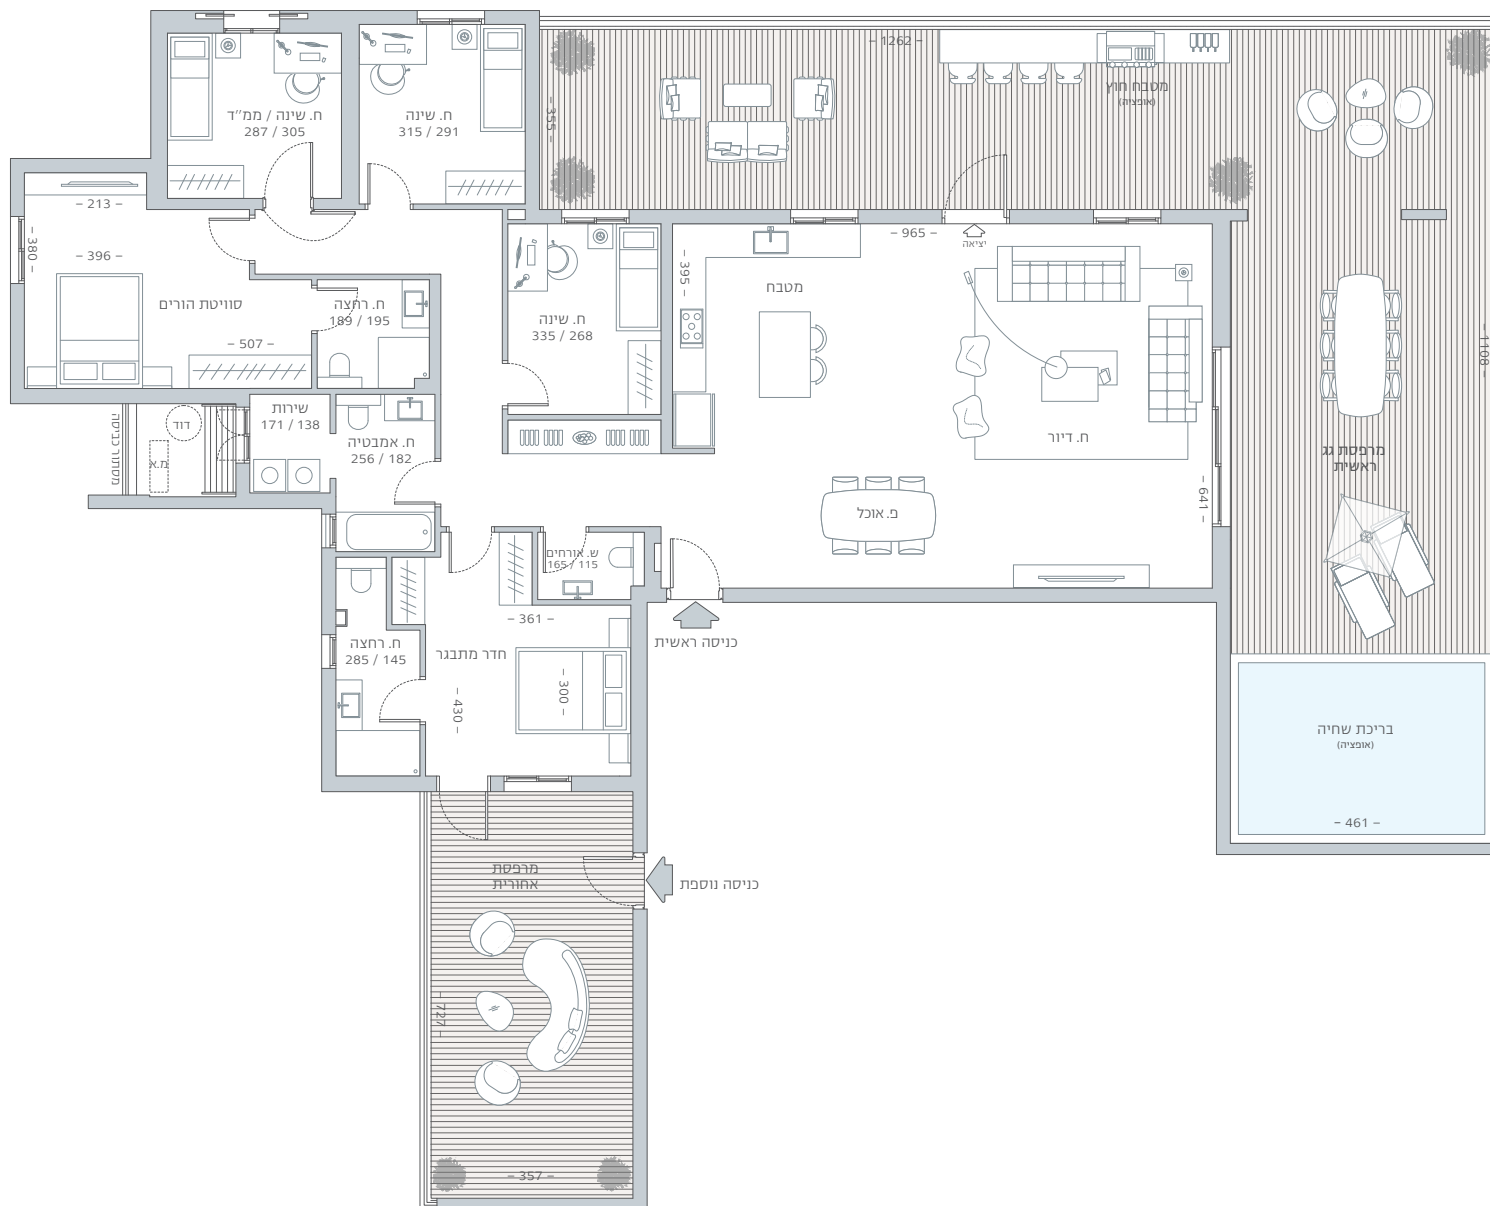 – 1262 –
– 355 –
מטבח חוץ
(אופציה)
ח. שינה / ממ״ד
287 / 305
ח. שינה
315 / 291
– 213 –
– 380 –
– 396 –
סוויטת הורים
– 507 –
ח. רחצה
189 / 195
ח. שינה
335 / 268
– 965 –
יציאה
– 395 –
מטבח
ח. דיור
– 641 –
– 1108 –
מרפסת גג
ראשית
שירות
171 / 138
דוד
מ.א
מסתור כביסה
ח. אמבטיה
256 / 182
פ. אוכל
ש. אורחים
165 / 115
– 361 –
כניסה ראשית
ח. רחצה
285 / 145
חדר מתבגר
– 300 –
– 430 –
בריכת שחיה
(אופציה)
– 461 –
מרפסת
אחורית
כניסה נוספת
– 727 –
– 357 –